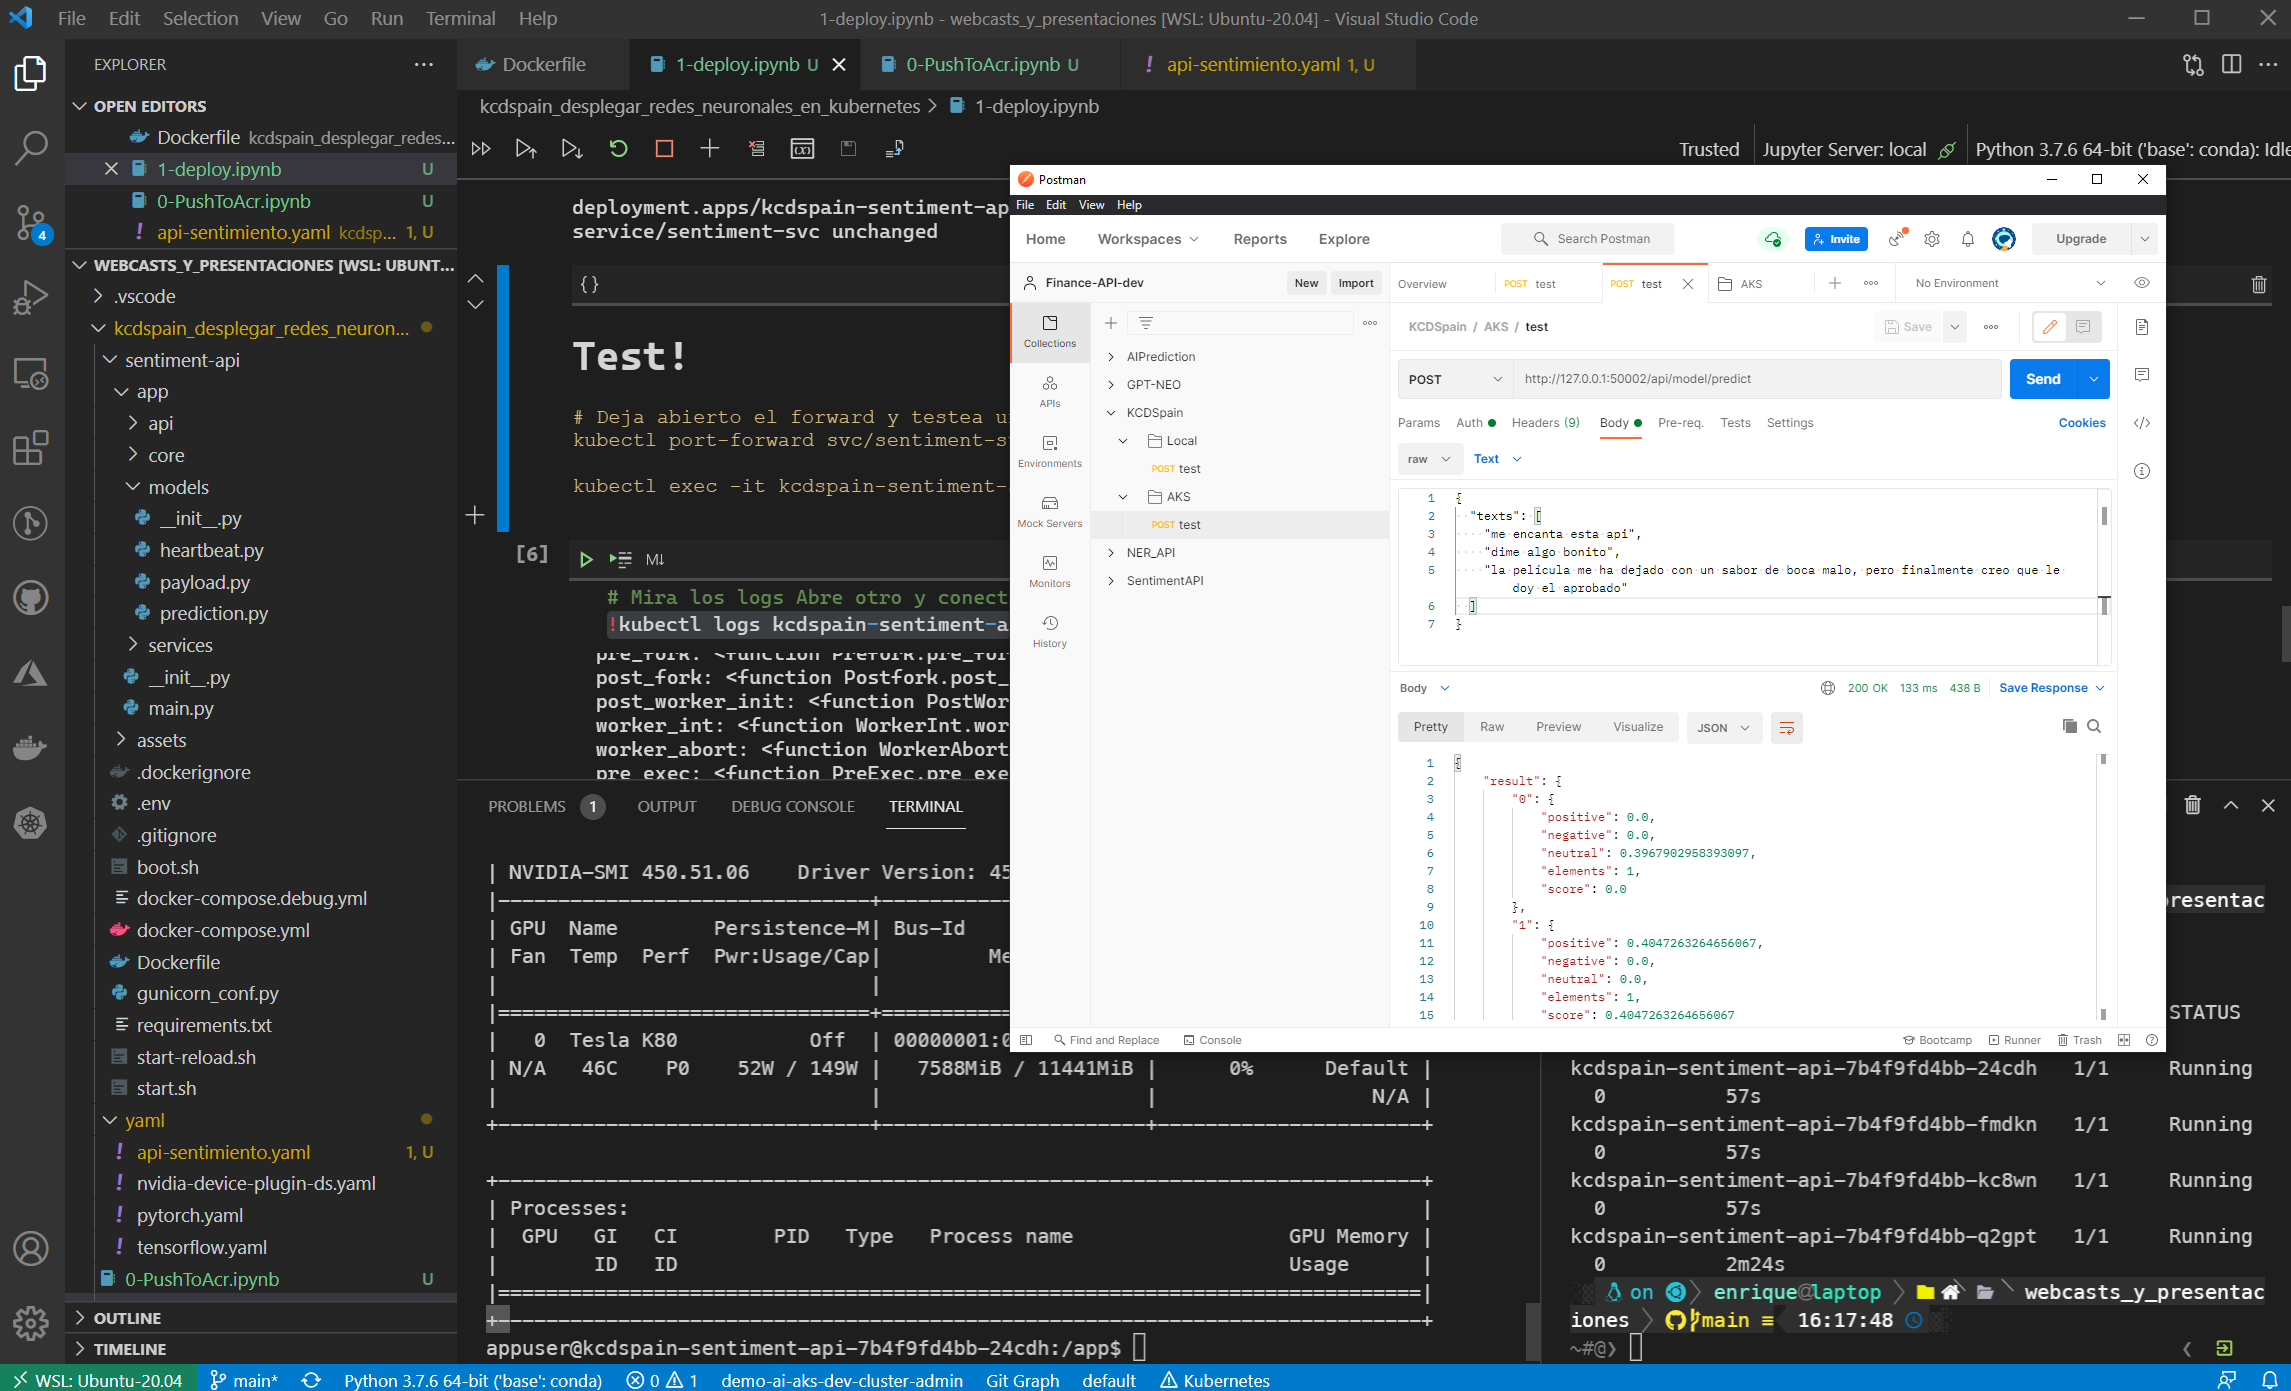 File Edit Selection View Go Run Terminal Help
1-deploy.ipynb - webcasts_y_presentaciones [WSL: Ubuntu-20.04] - Visual Studio Code
EXPLORER
OPEN EDITORS
Dockerfile kcdspain_desplegar_redes...
1-deploy.ipynb U
0-PushToAcr.ipynb U
! api-sentimiento.yaml kcdsp... 1, U
WEBCASTS_Y_PRESENTACIONES [WSL: UBUNT...
.vscode
kcdspain_desplegar_redes_neuron...
sentiment-api
app
api
core
models
__init__.py
heartbeat.py
payload.py
prediction.py
services
__init__.py
main.py
assets
.dockerignore
.env
.gitignore
boot.sh
docker-compose.debug.yml
docker-compose.yml
Dockerfile
gunicorn_conf.py
requirements.txt
start-reload.sh
start.sh
yaml
! api-sentimiento.yaml 1, U
! nvidia-device-plugin-ds.yaml
! pytorch.yaml
! tensorflow.yaml
0-PushToAcr.ipynb U
OUTLINE
TIMELINE
4
Dockerfile
1-deploy.ipynb U
0-PushToAcr.ipynb U
! api-sentimiento.yaml 1, U
kcdspain_desplegar_redes_neuronales_en_kubernetes > 1-deploy.ipynb
Trusted
Jupyter Server: local
Python 3.7.6 64-bit ('base': conda): Idle
deployment.apps/kcdspain-sentiment-ap
service/sentiment-svc unchanged
{}
Test!
# Deja abierto el forward y testea u
kubectl port-forward svc/sentiment-s
kubectl exec -it kcdspain-sentiment-
[6]
M↓
# Mira los logs Abre otro y conect
!kubectl logs kcdspain-sentiment-a
pre_fork: <function Prefork.pre_for
post_fork: <function Postfork.post_
post_worker_init: <function PostWor
worker_int: <function WorkerInt.wor
worker_abort: <function WorkerAbort
pre_exec: <function PreExec.pre_exe
PROBLEMS 1 OUTPUT DEBUG CONSOLE TERMINAL
| NVIDIA-SMI 450.51.06 Driver Version: 45
| GPU Name Persistence-M| Bus-Id
| Fan Temp Perf Pwr:Usage/Cap| Me
| 0 Tesla K80 Off | 00000001:0
| N/A 46C P0 52W / 149W | 7588MiB / 11441MiB | 0% Default |
| | | N/A |
| Processes: |
| GPU GI CI PID Type Process name GPU Memory |
| ID ID Usage |
appuser@kcdspain-sentiment-api-7b4f9fd4bb-24cdh:/app$
resentac
STATUS
kcdspain-sentiment-api-7b4f9fd4bb-24cdh 1/1 Running
0 57s
kcdspain-sentiment-api-7b4f9fd4bb-fmdkn 1/1 Running
0 57s
kcdspain-sentiment-api-7b4f9fd4bb-kc8wn 1/1 Running
0 57s
kcdspain-sentiment-api-7b4f9fd4bb-q2gpt 1/1 Running
0 2m24s
on enrique@laptop webcasts_y_presentac
iones main ≡ 16:17:48
~#@>
Postman
File Edit View Help
Home Workspaces Reports Explore
Search Postman
Invite
Upgrade
Finance-API-dev
New Import
Overview
POST test
POST test
AKS
No Environment
Collections
APIs
Environments
Mock Servers
Monitors
History
AIPrediction
GPT-NEO
KCDSpain
Local
POST test
AKS
POST test
NER_API
SentimentAPI
KCDSpain / AKS / test
Save
POST http://127.0.0.1:50002/api/model/predict
Send
Params Auth Headers (9) Body Pre-req. Tests Settings
Cookies
raw Text
1 {
2 "texts": [
3 "me encanta esta api",
4 "dime algo bonito",
5 "la película me ha dejado con un sabor de boca malo, pero finalmente creo que le
doy el aprobado"
6 ]
7 }
Body 200 OK 133 ms 438 B Save Response
Pretty Raw Preview Visualize JSON
1 {
2 "result": {
3 "0": {
4 "positive": 0.0,
5 "negative": 0.0,
6 "neutral": 0.3967902958393097,
7 "elements": 1,
8 "score": 0.0
9 },
10 "1": {
11 "positive": 0.4047263264656067,
12 "negative": 0.0,
13 "neutral": 0.0,
14 "elements": 1,
15 "score": 0.4047263264656067
Find and Replace Console
Bootcamp Runner Trash
WSL: Ubuntu-20.04 main* Python 3.7.6 64-bit ('base': conda) 0 1 demo-ai-aks-dev-cluster-admin Git Graph default Kubernetes